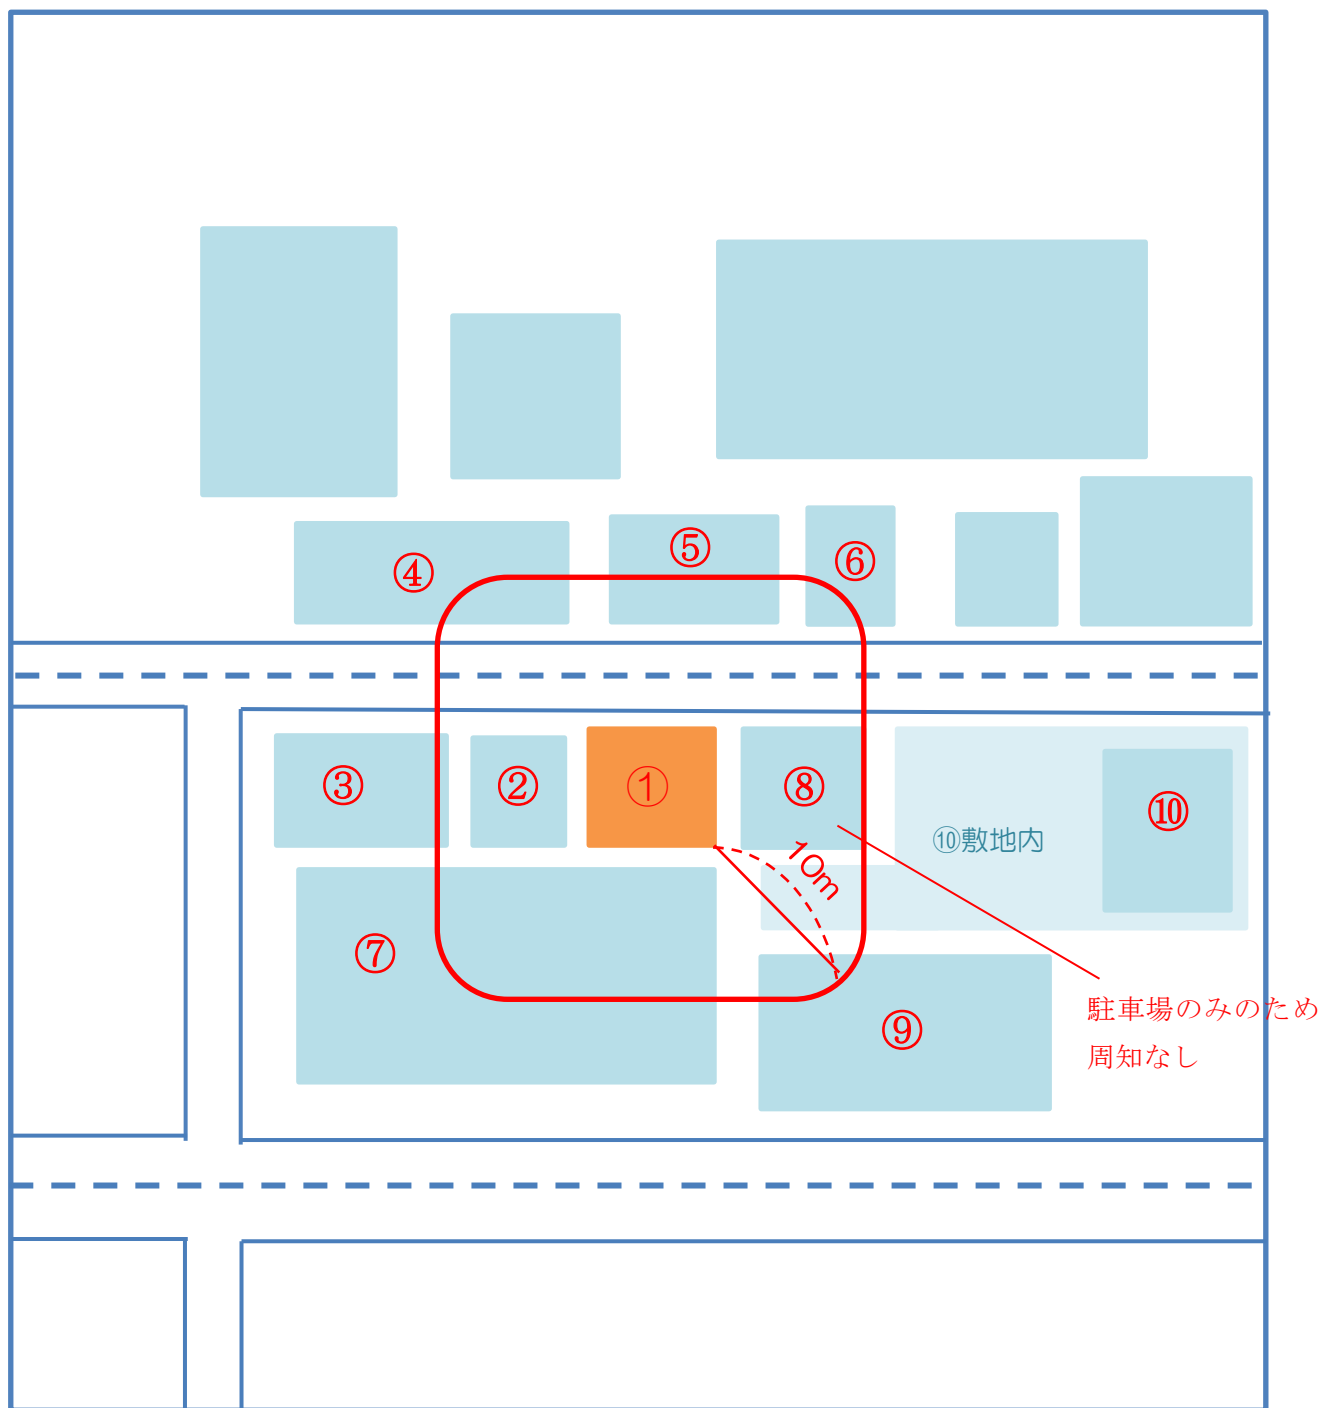 ⑤
④
⑥
③
②
①
⑧
⑩
⑩敷地内
10m
⑦
⑨
駐車場のみのため
周知なし